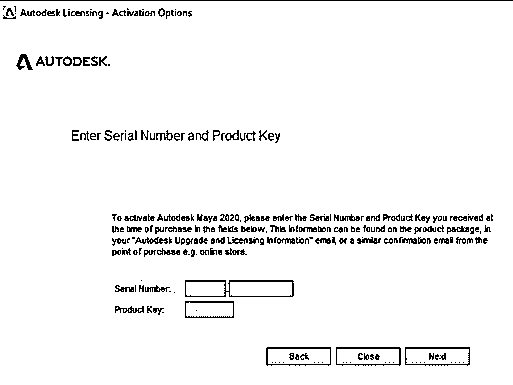 Autodesk Licensing - Activation Options
AUTODESK.
Enter Serial Number and Product Key
To activate Autodesk Maya 2020, please enter the Serial Number and Product Key you received at
the time of purchase in the fields below. This information can be found on the product package, in
your "Autodesk Upgrade and Licensing Information" email, or a similar confirmation email from the
point of purchase e.g. online store.
Serial Number:
Product Key:
Back Close Next